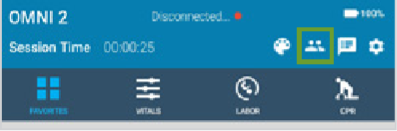 OMNI 2 Disconnected... 100%
Session Time 00:00:25
FAVORITES VITALS LABOR CPR